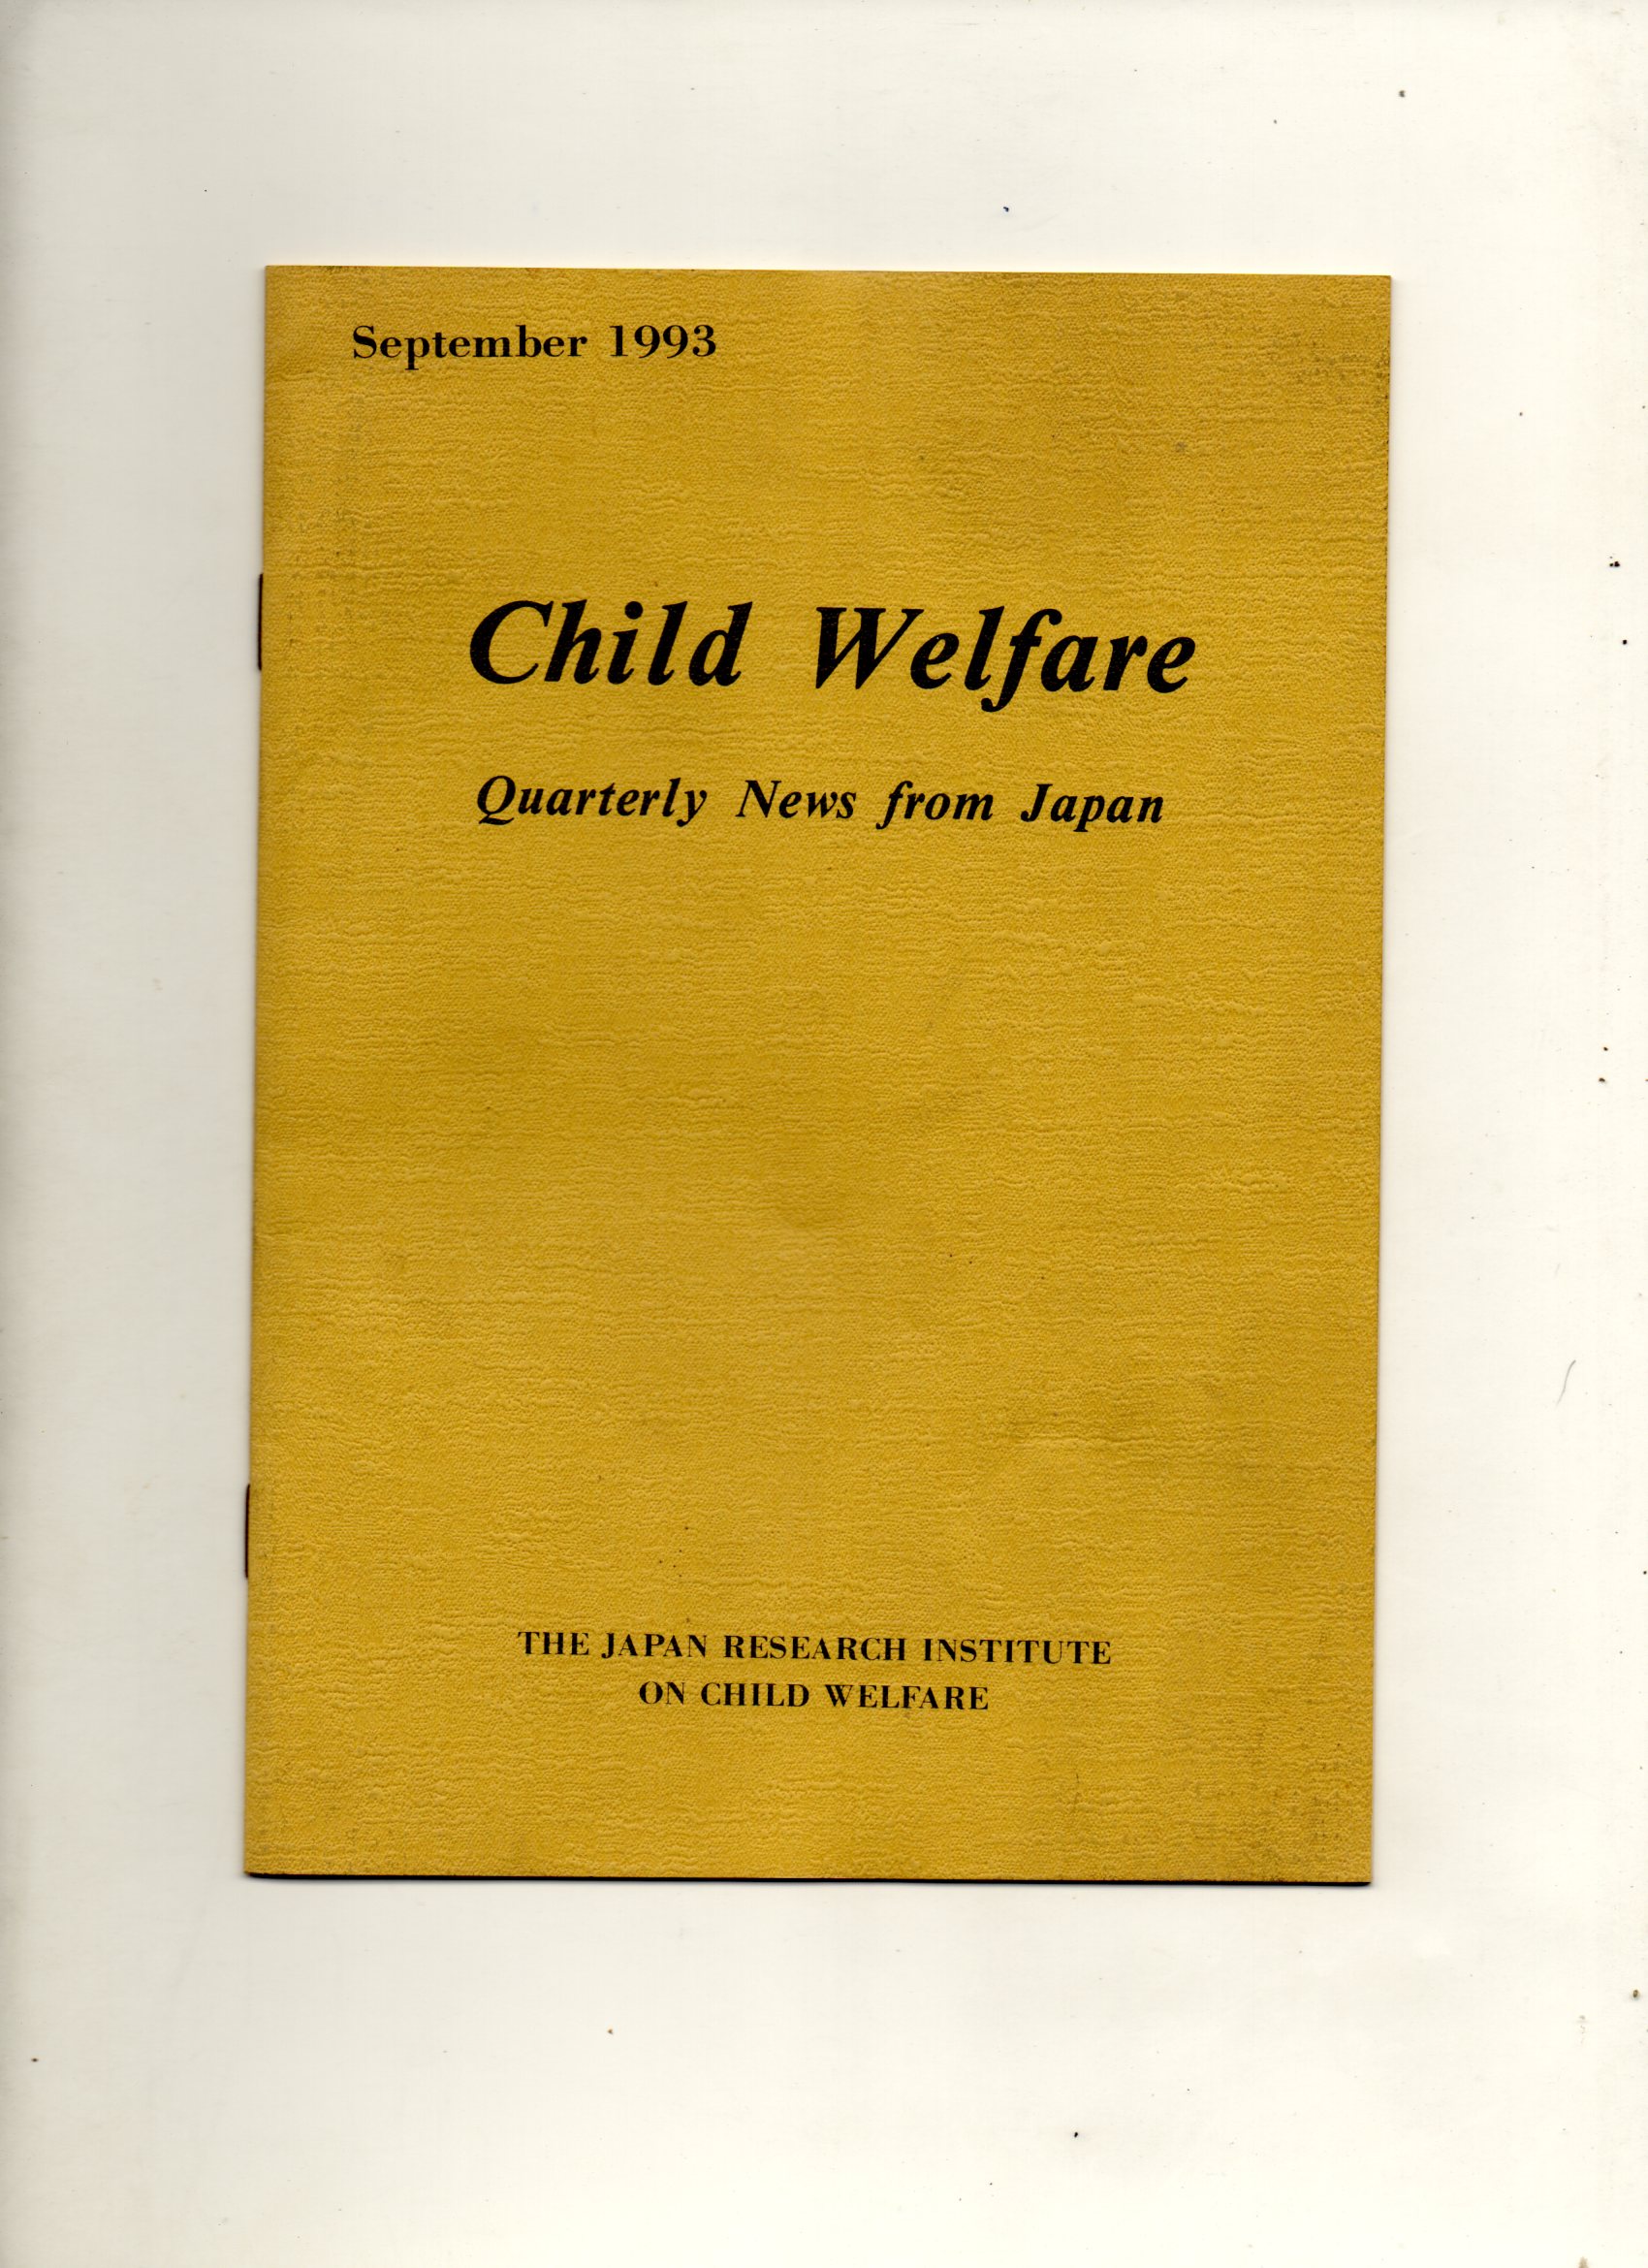 September 1993
Child Welfare
Quarterly News from Japan
THE JAPAN RESEARCH INSTITUTE
ON CHILD WELFARE